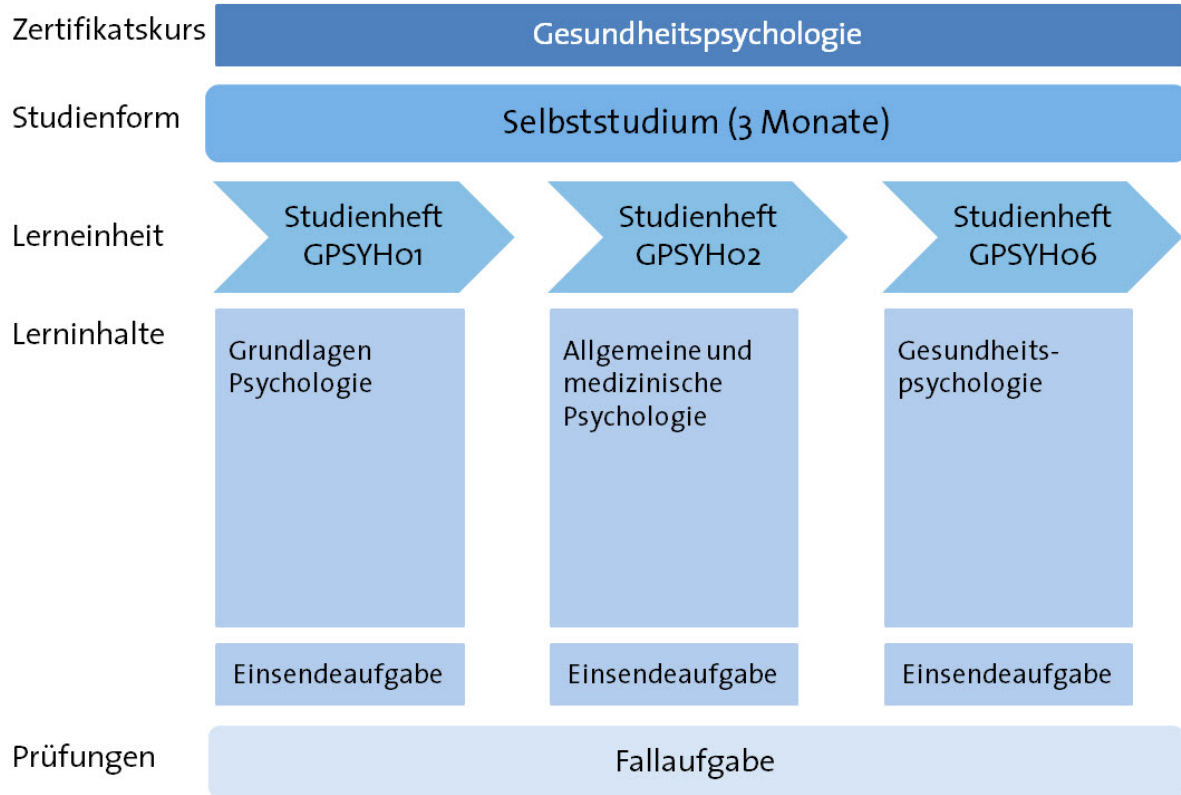 Zertifikatskurs
Gesundheitspsychologie
Studienform
Selbststudium (3 Monate)
Lerneinheit
Studienheft
GPSYH01
Studienheft
GPSYH02
Studienheft
GPSYH06
Lerninhalte
Grundlagen
Psychologie
Allgemeine und
medizinische
Psychologie
Gesundheits-
psychologie
Einsendeaufgabe
Einsendeaufgabe
Einsendeaufgabe
Prüfungen
Fallaufgabe